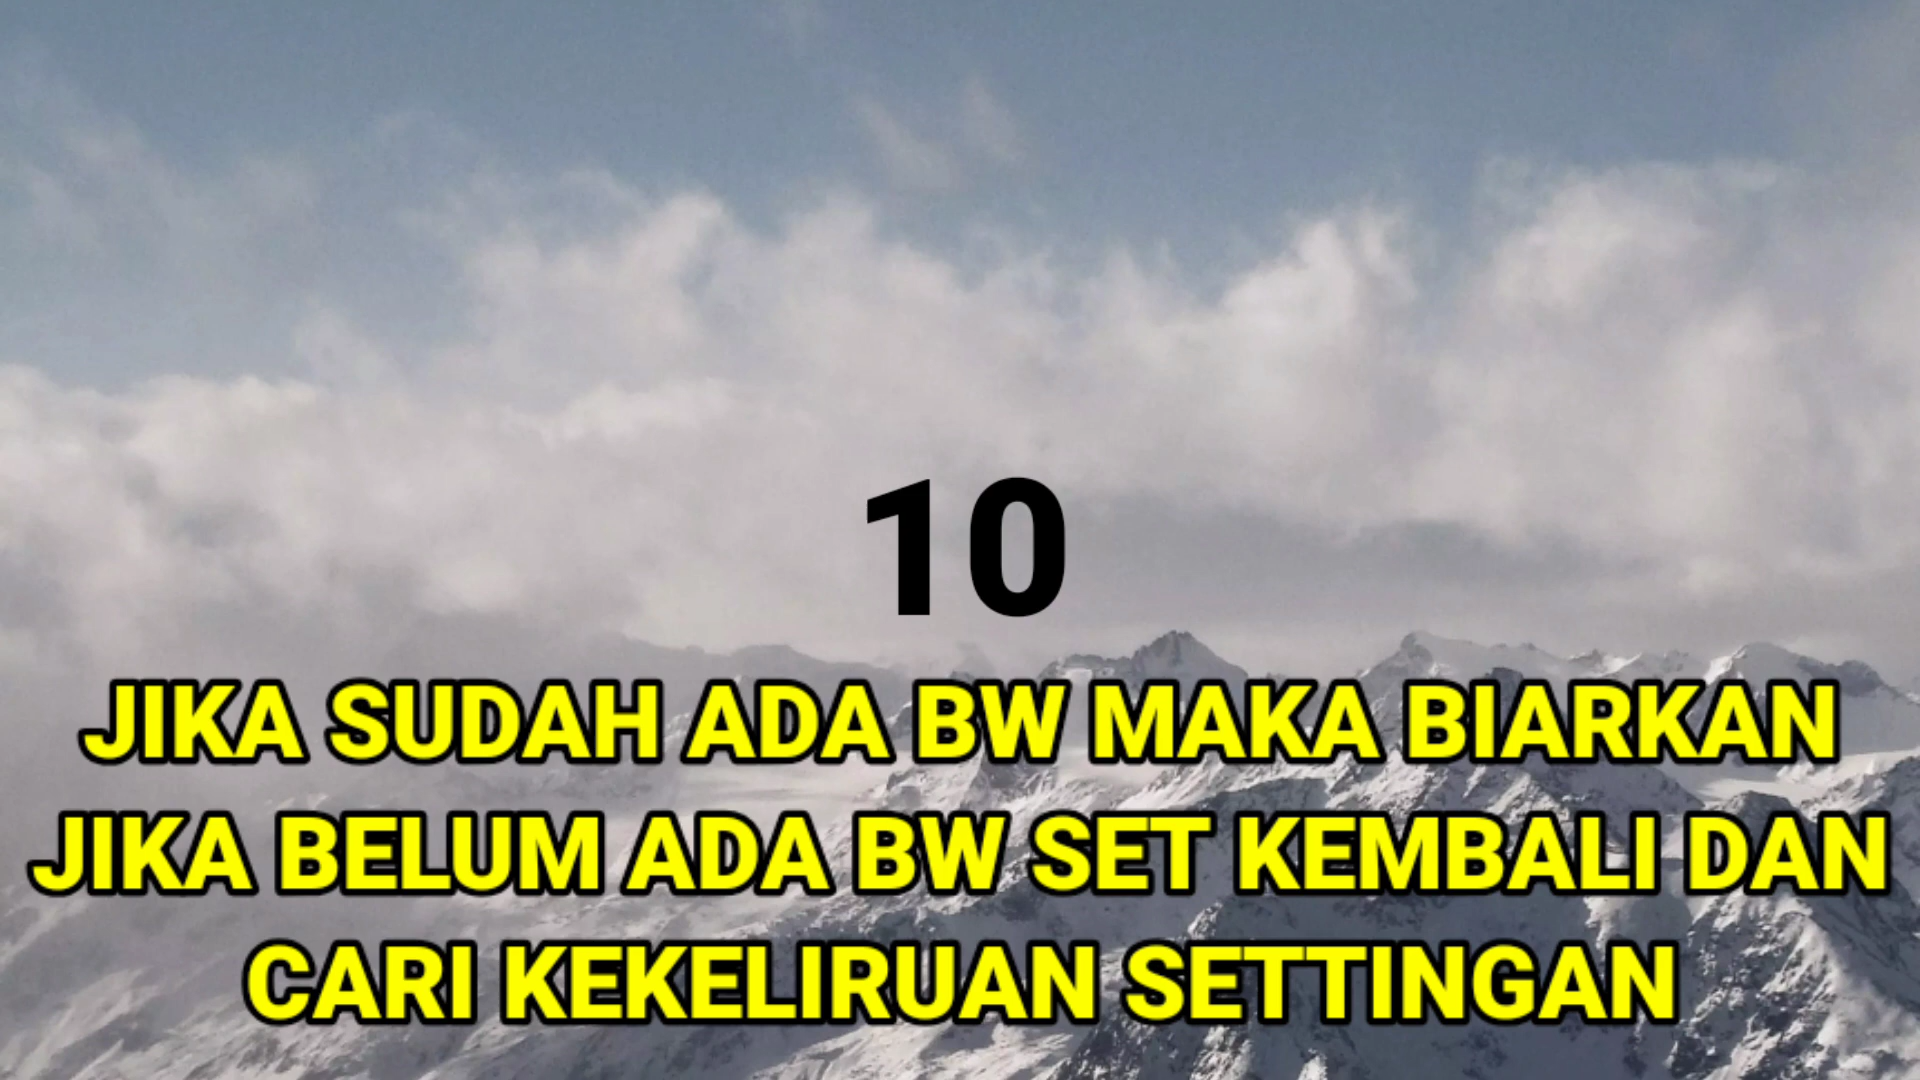 10
JIKA SUDAH ADA BW MAKA BIARKAN
JIKA BELUM ADA BW SET KEMBALI DAN
CARI KEKELIRUAN SETTINGAN